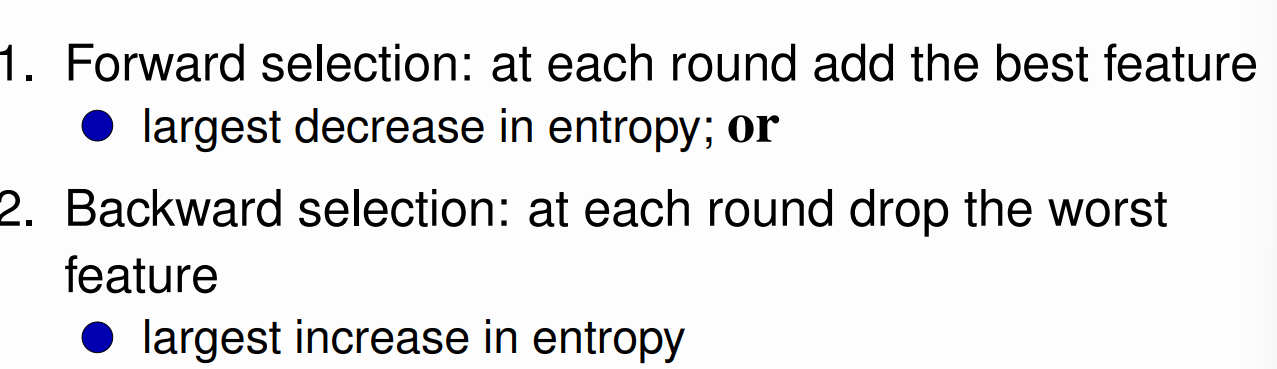 1. Forward selection: at each round add the best feature
largest decrease in entropy; or
2. Backward selection: at each round drop the worst
feature
largest increase in entropy